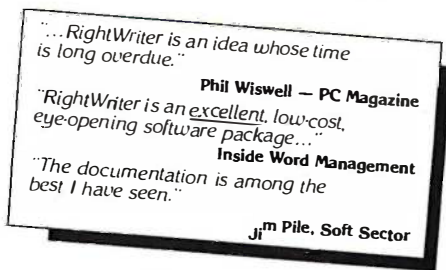 "...RightWriter is an idea whose time
is long overdue."
Phil Wiswell — PC Magazine
"RightWriter is an excellent, low-cost,
eye-opening software package..."
Inside Word Management
"The documentation is among the
best I have seen."
Jim Pile, Soft Sector